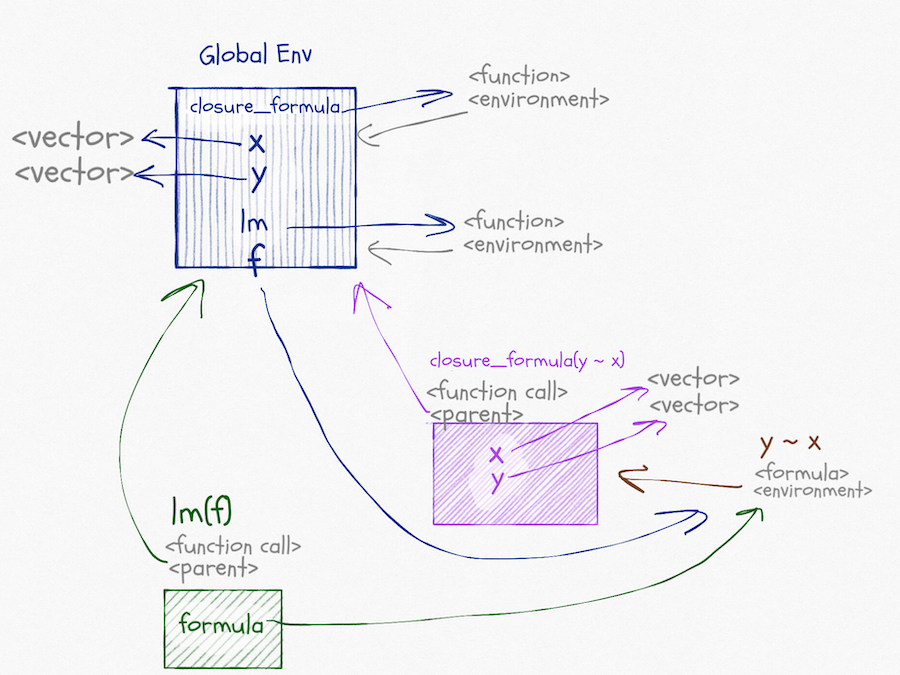 Global Env
<function>
<environment>
closure_formula
<vector>
x
<vector>
y
lm
<function>
f
<environment>
closure_formula(y ~ x)
<function call>
<parent>
<vector>
<vector>
x
y
y ~ x
<formula>
<environment>
lm(f)
<function call>
<parent>
formula